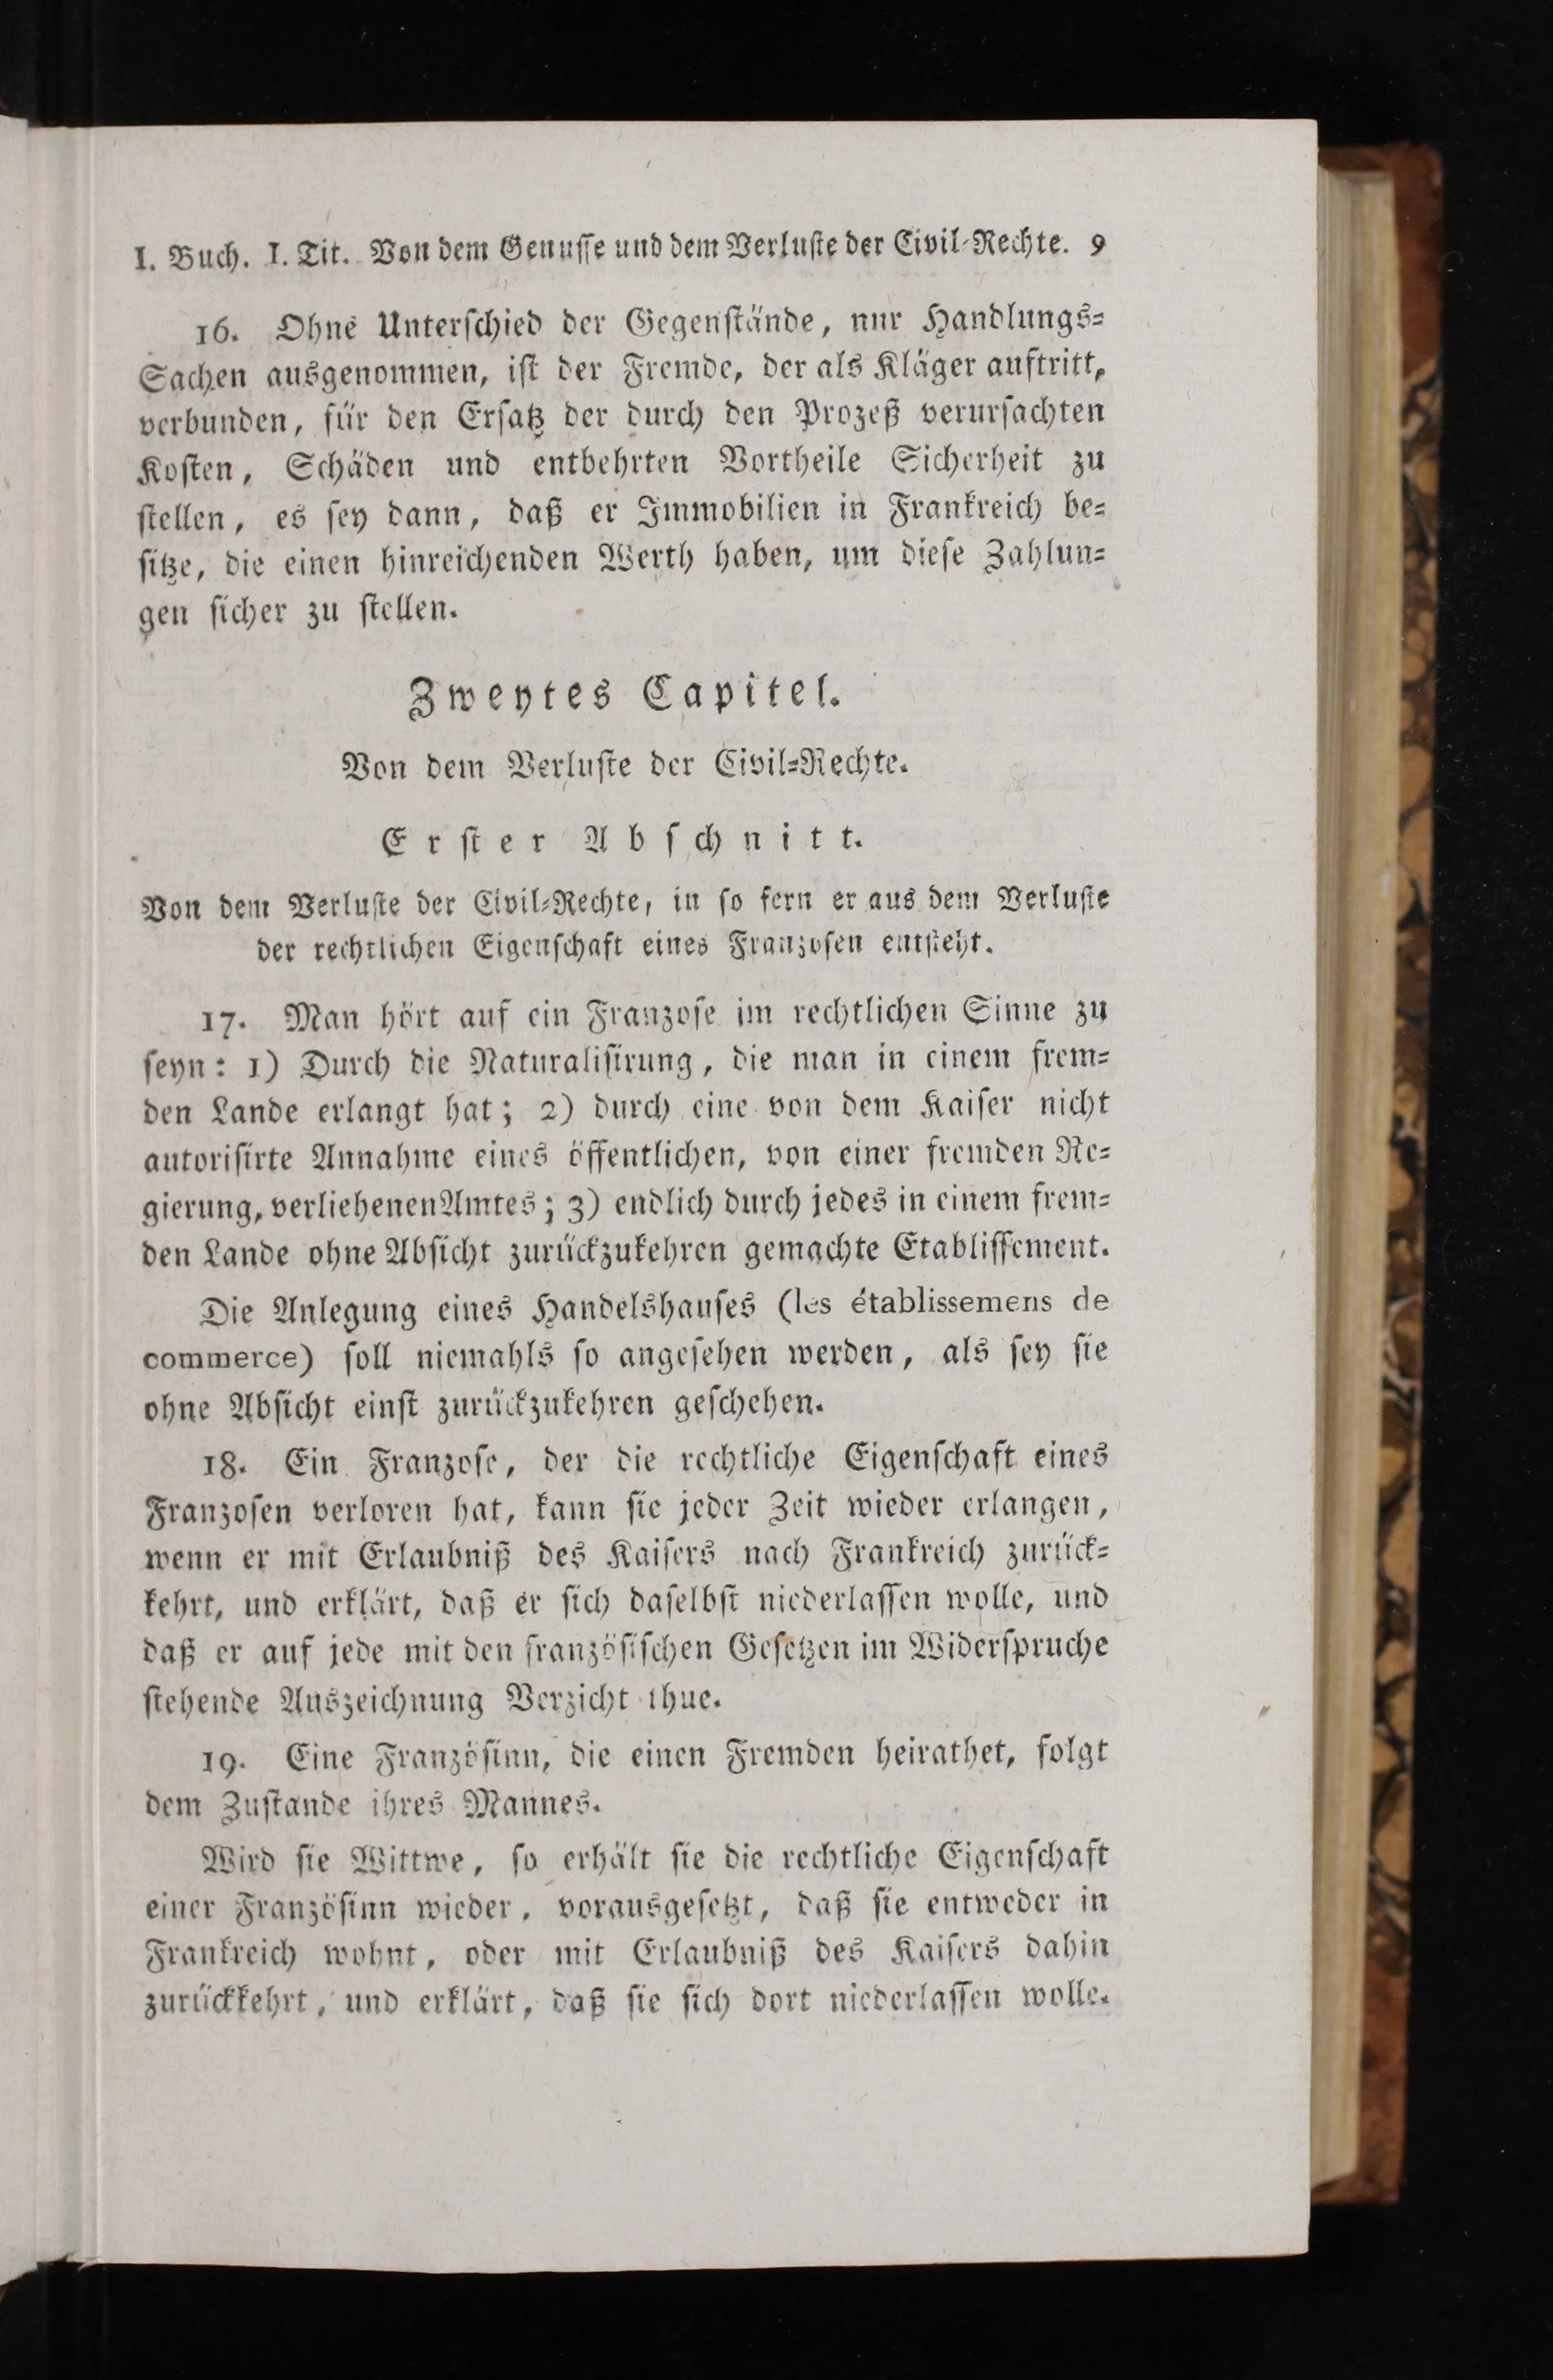 I. Buch. I. Tit. Von dem Genuſſe und dem Verluſte der Civil-Rechte. 9
16. Ohne Unterſchied der Gegenſtände, nur Handlungs-
Sachen ausgenommen, iſt der Fremde, der als Kläger auftritt,
verbunden, für den Erſatz der durch den Prozeß verurſachten
Koſten, Schäden und entbehrten Vortheile Sicherheit zu
ſtellen, es ſey dann, daß er Immobilien in Frankreich be-
ſitze, die einen hinreichenden Werth haben, um dieſe Zahlun-
gen ſicher zu ſtellen.
Zweytes Capitel.
Von dem Verluſte der Civil-Rechte.
Erſter Abſchnitt.
Von dem Verluſte der Civil-Rechte, in ſo fern er aus dem Verluſte
der rechtlichen Eigenſchaft eines Franzoſen entſteht.
17. Man hört auf ein Franzoſe im rechtlichen Sinne zu
ſeyn: 1) Durch die Naturaliſirung, die man in einem frem-
den Lande erlangt hat; 2) durch eine von dem Kaiſer nicht
autoriſirte Annahme eines öffentlichen, von einer fremden Re-
gierung, verliehenen Amtes; 3) endlich durch jedes in einem frem-
den Lande ohne Abſicht zurückzukehren gemachte Etabliſſement.
Die Anlegung eines Handelshauſes (les établissemens de
commerce) ſoll niemahls ſo angeſehen werden, als ſey ſie
ohne Abſicht einſt zurückzukehren geſchehen.
18. Ein Franzoſe, der die rechtliche Eigenſchaft eines
Franzoſen verloren hat, kann ſie jeder Zeit wieder erlangen,
wenn er mit Erlaubniß des Kaiſers nach Frankreich zurück-
kehrt, und erklärt, daß er ſich daſelbſt niederlaſſen wolle, und
daß er auf jede mit den franzöſiſchen Geſetzen im Widerſpruche
ſtehende Auszeichnung Verzicht thue.
19. Eine Franzöſinn, die einen Fremden heirathet, folgt
dem Zuſtande ihres Mannes.
Wird ſie Wittwe, ſo erhält ſie die rechtliche Eigenſchaft
einer Franzöſinn wieder, vorausgeſetzt, daß ſie entweder in
Frankreich wohnt, oder mit Erlaubniß des Kaiſers dahin
zurückkehrt, und erklärt, daß ſie ſich dort niederlaſſen wolle.